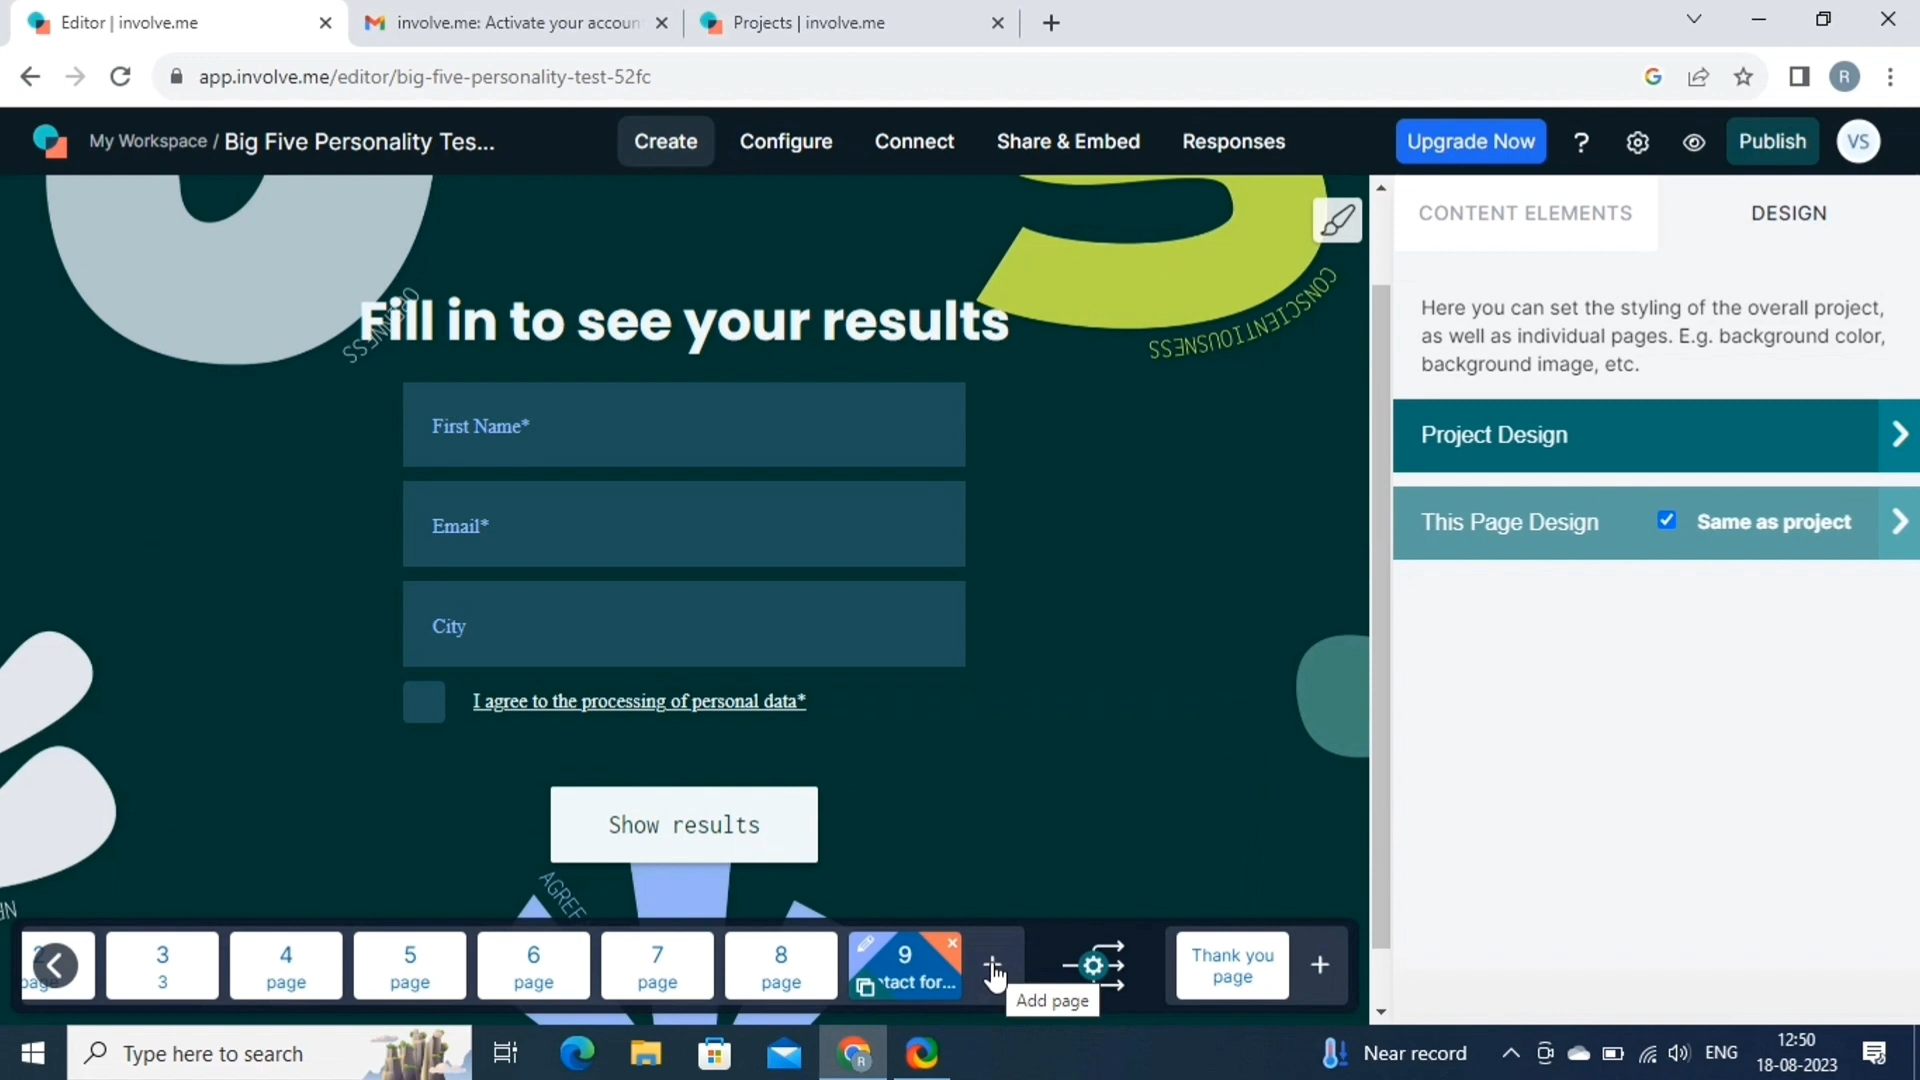 Editor | involve.me
involve.me: Activate your accoun
Projects | involve.me
app.involve.me/editor/big-five-personality-test-52fc
R
My Workspace / Big Five Personality Tes...
Create
Configure
Connect
Share & Embed
Responses
Upgrade Now
?
Publish
VS
CONTENT ELEMENTS
DESIGN
Here you can set the styling of the overall project,
as well as individual pages. E.g. background color,
background image, etc.
Project Design
This Page Design
Same as project
OPENNESS
CONSCIENTIOUSNESS
Fill in to see your results
First Name*
Email*
City
I agree to the processing of personal data*
Show results
AGREE
NE
2
page
3
3
4
page
5
page
6
page
7
page
8
page
9
tact for...
Add page
Thank you
page
Type here to search
Near record
ENG
12:50
18-08-2023